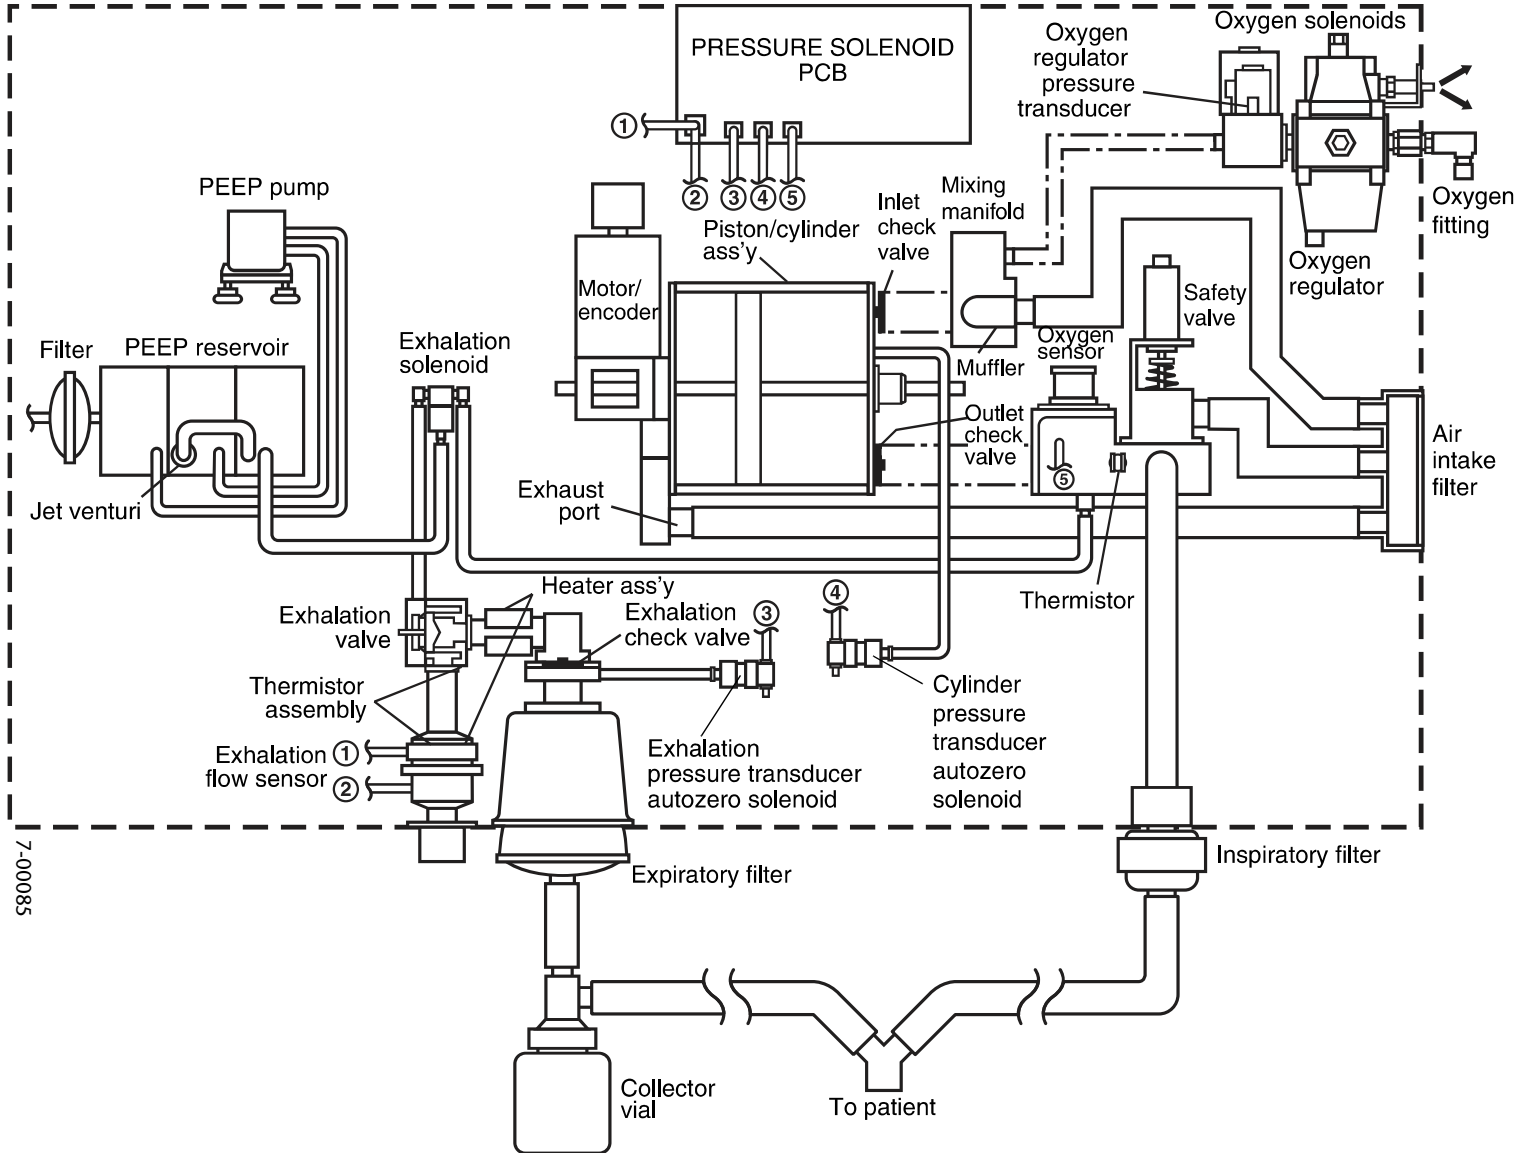 PRESSURE SOLENOID
PCB
1
2
3
4
5
Oxygen
regulator
pressure
transducer
Oxygen solenoids
Oxygen
fitting
Oxygen
regulator
PEEP pump
Piston/cylinder
ass'y
Inlet
check
valve
Mixing
manifold
Motor/
encoder
Safety
valve
Filter
PEEP reservoir
Exhalation
solenoid
Muffler
Oxygen
sensor
Outlet
check
valve
5
Air
intake
filter
Jet venturi
Exhaust
port
Thermistor
Heater ass'y
Exhalation
valve
Exhalation
check valve
3
4
Thermistor
assembly
Exhalation
flow sensor
1
2
Exhalation
pressure transducer
autozero solenoid
Cylinder
pressure
transducer
autozero
solenoid
7-00085
Expiratory filter
Inspiratory filter
Collector
vial
To patient